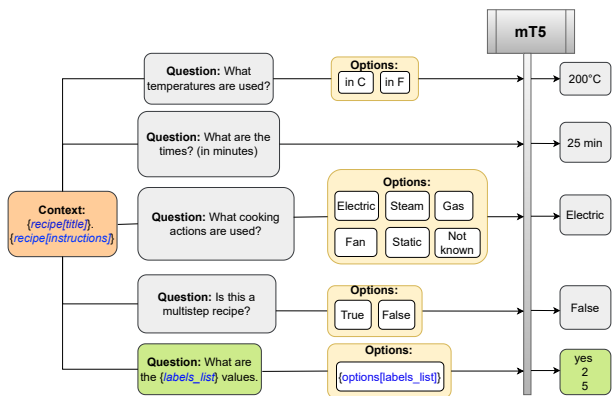 mT5
Question: What
temperatures are used?
Options:
in C
in F
200°C
Question: What are the
times? (in minutes)
25 min
Context:
{recipe[title]}.
{recipe[instructions]}
Question: What cooking
actions are used?
Options:
Electric
Steam
Gas
Fan
Static
Not
known
Electric
Question: Is this a
multistep recipe?
Options:
True
False
False
Question: What are
the {labels_list} values.
Options:
{options[labels_list]}
yes
2
5